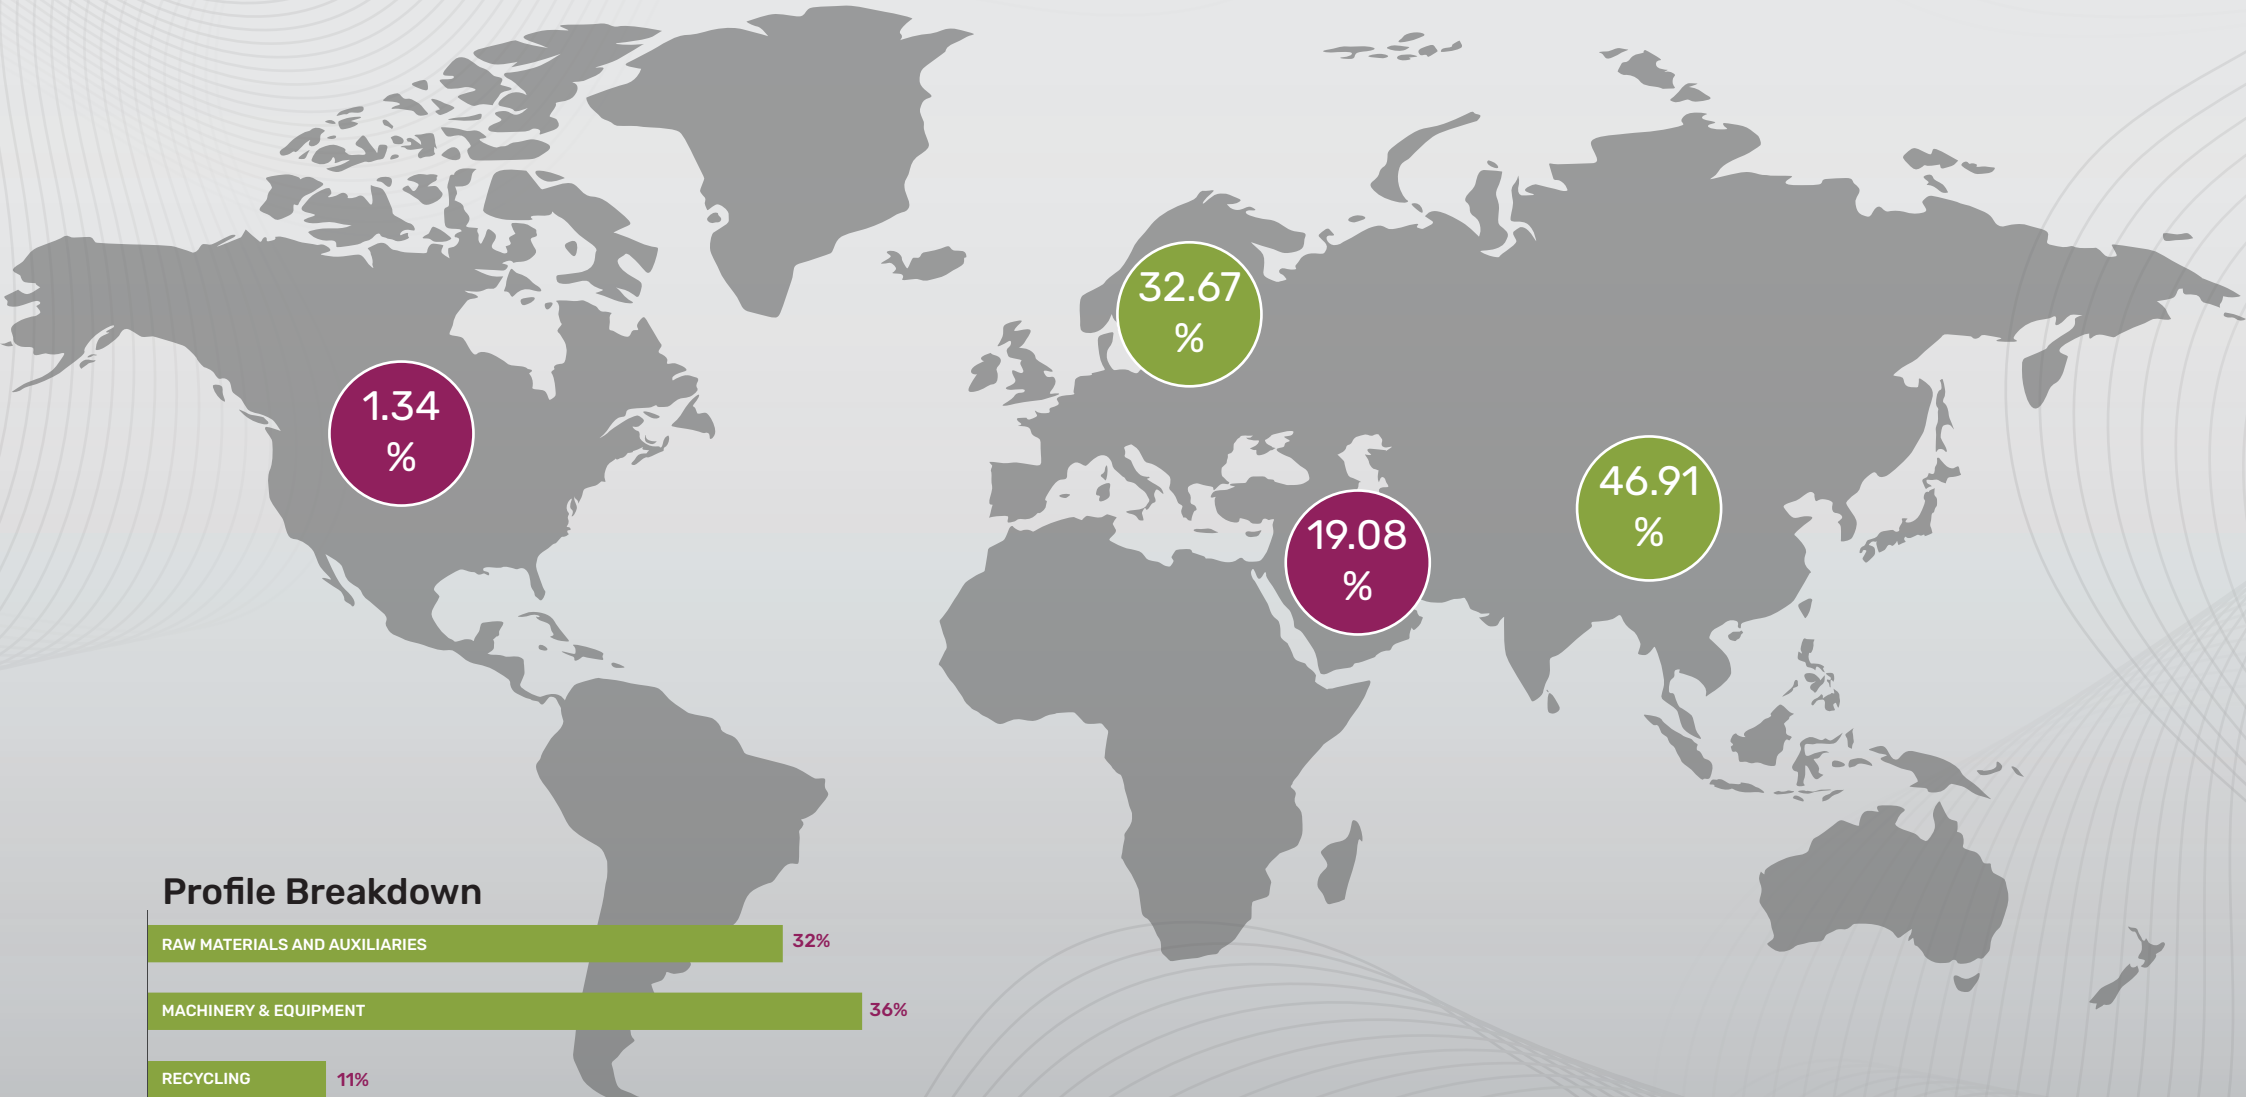 32.67
%
1.34
%
46.91
%
19.08
%
Profile Breakdown
RAW MATERIALS AND AUXILIARIES 32%
MACHINERY & EQUIPMENT 36%
RECYCLING 11%